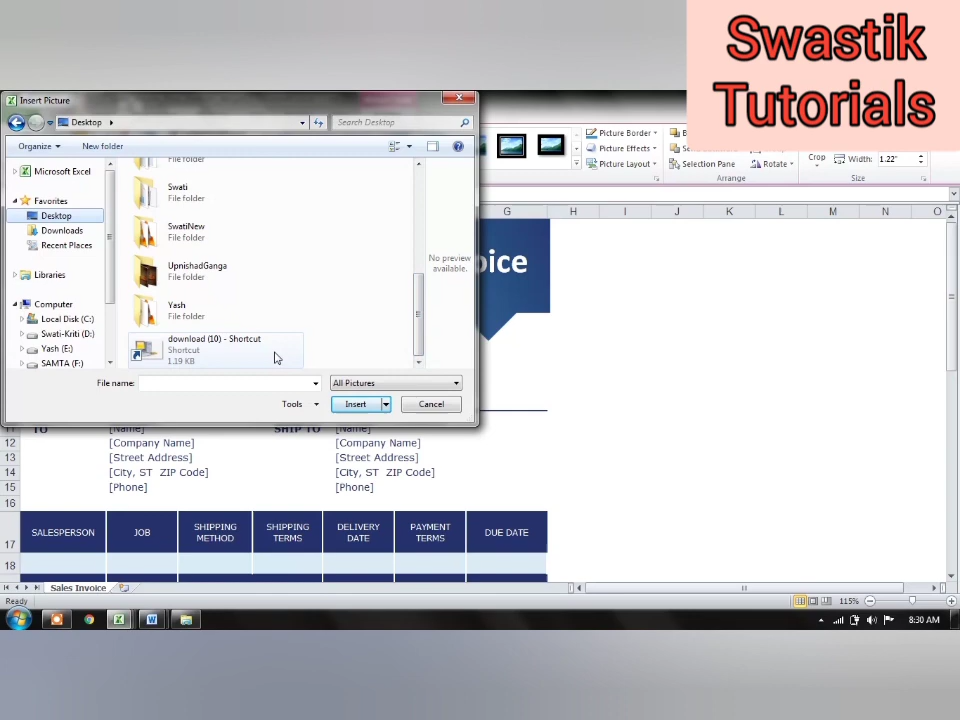 Swastik
Tutorials
Insert Picture
Desktop
Search Desktop
Organize
New folder
Microsoft Excel
Favorites
Desktop
Downloads
Recent Places
Libraries
Computer
Local Disk (C:)
Swati-Kriti (D:)
Yash (E:)
SAMTA (F:)
File folder
Swati
File folder
SwatiNew
File folder
UpnishadGanga
File folder
Yash
File folder
download (10) - Shortcut
Shortcut
1.19 KB
No preview
available.
File name:
All Pictures
Tools
Insert
Cancel
Picture Border
Picture Effects
Picture Layout
Selection Pane
Rotate
Arrange
Crop
Width:
1.22"
Size
G H I J K L M N O
oice
11 TO [Name] SHIP TO [Name]
12 [Company Name] [Company Name]
13 [Street Address] [Street Address]
14 [City, ST ZIP Code] [City, ST ZIP Code]
15 [Phone] [Phone]
16
17 SALESPERSON JOB SHIPPING METHOD SHIPPING TERMS DELIVERY DATE PAYMENT TERMS DUE DATE
18
Sales Invoice
Ready
115%
8:30 AM